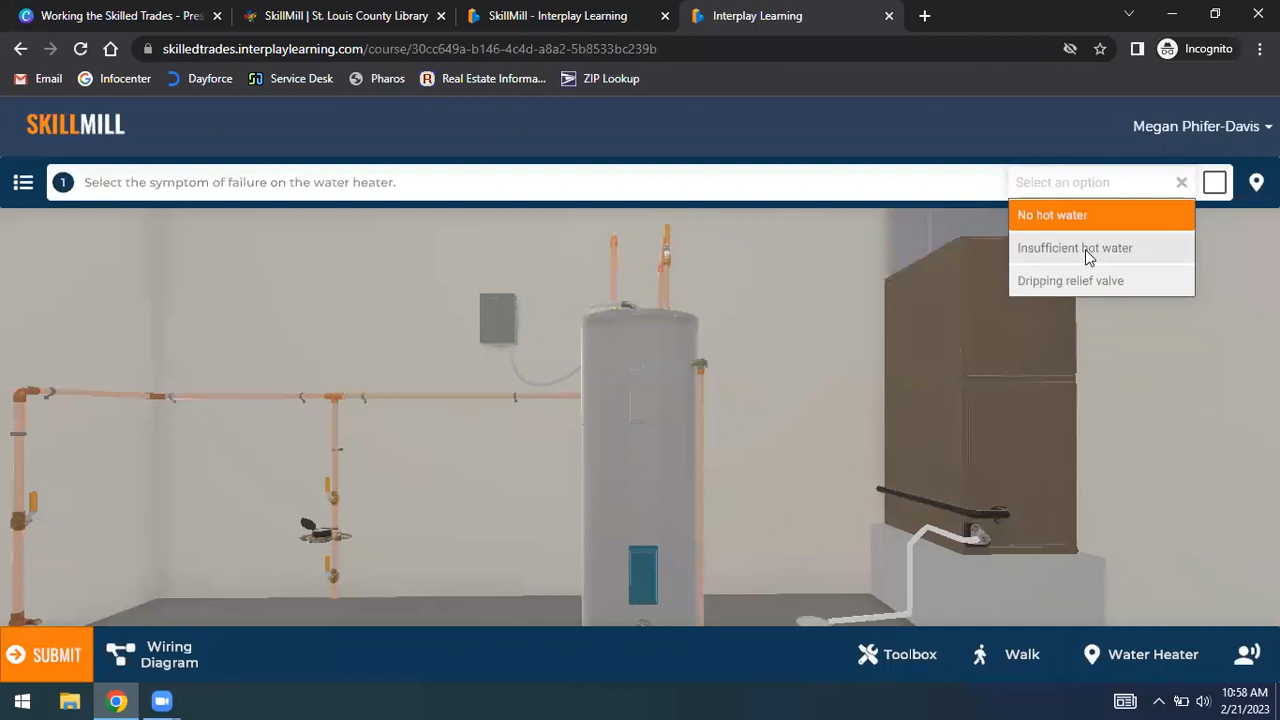 Working the Skilled Trades - Pres
SkillMill | St. Louis County Library
SkillMill - Interplay Learning
Interplay Learning
skilledtrades.interplaylearning.com/course/30cc649a-b146-4c4d-a8a2-5b8533bc239b
Incognito
Email
Infocenter
Dayforce
Service Desk
Pharos
Real Estate Informa...
ZIP Lookup
SKILLMILL
Megan Phifer-Davis
1 Select the symptom of failure on the water heater.
Select an option
No hot water
Insufficient hot water
Dripping relief valve
SUBMIT
Wiring
Diagram
Toolbox
Walk
Water Heater
10:58 AM
2/21/2023